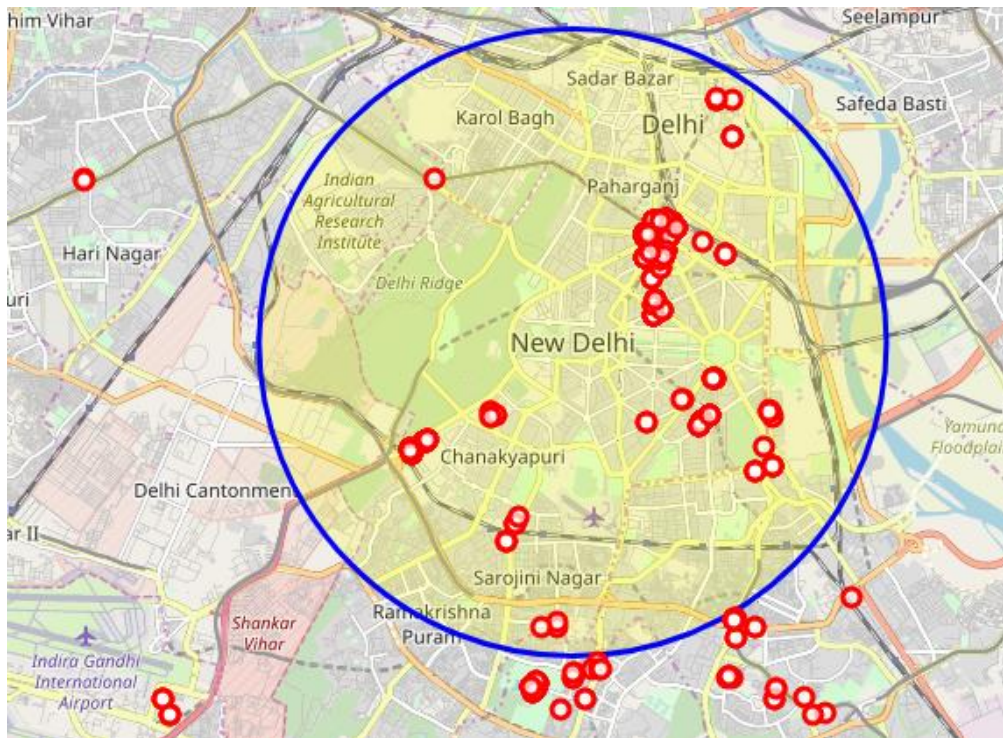 him Vihar
Seelampur
Sadar Bazar
Safeda Basti
Karol Bagh
Delhi
Indian
Agricultural
Research
Institute
Paharganj
Hari Nagar
Delhi Ridge
uri
New Delhi
Yamuna
Floodplain
Chanakyapuri
Delhi Cantonment
ar II
Sarojini Nagar
Ramakrishna
Puram
Shankar
Vihar
Indira Gandhi
International
Airport